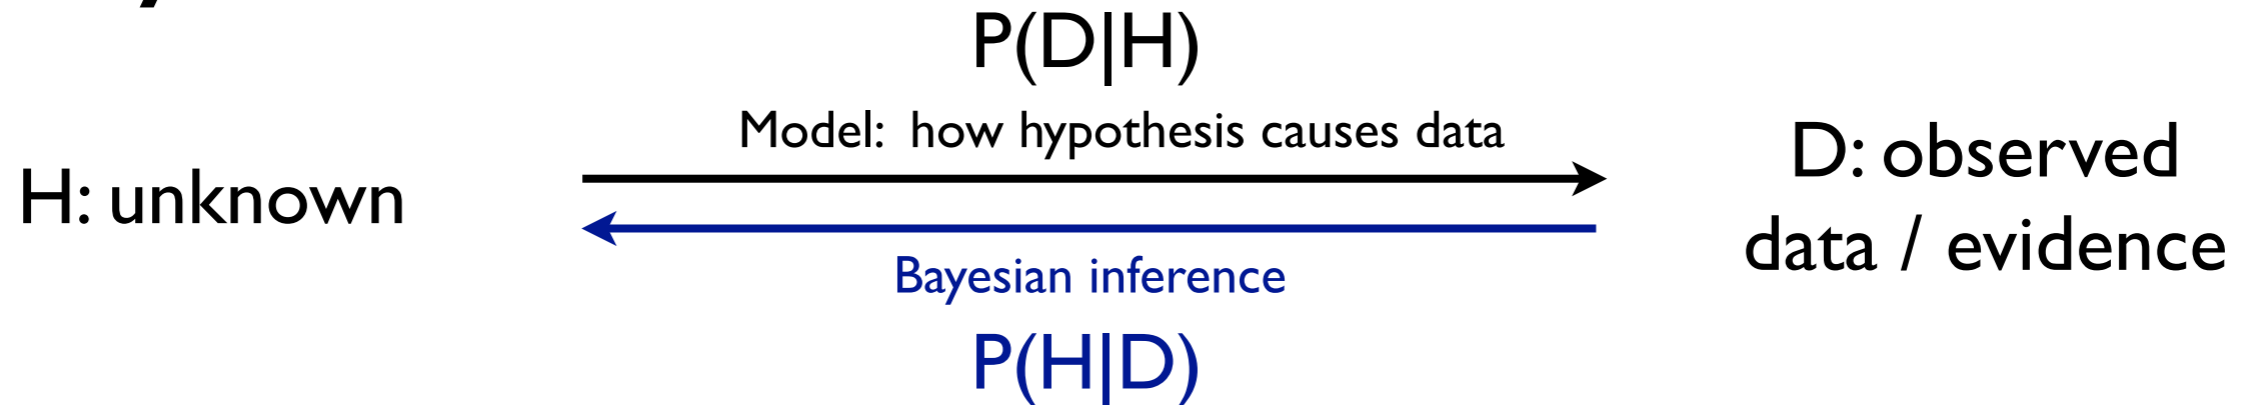 P(D|H)
Model: how hypothesis causes data
H: unknown
D: observed
data / evidence
Bayesian inference
P(H|D)